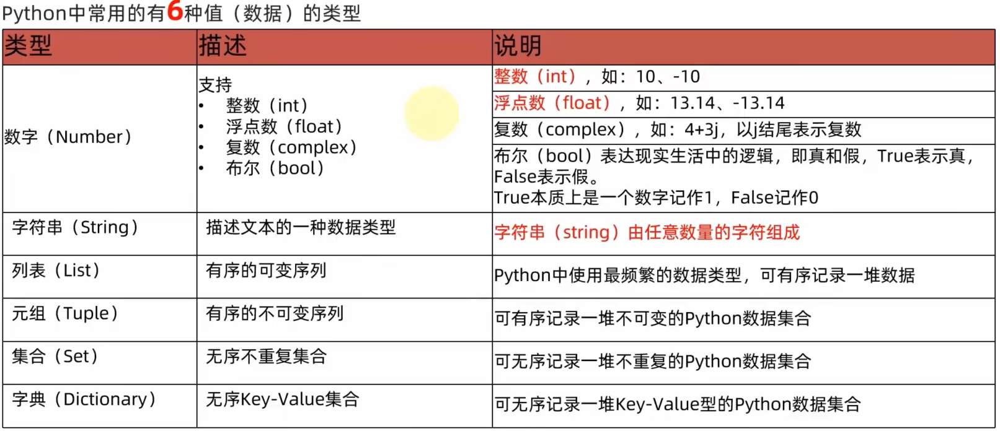 Python中常用的有6种值（数据）的类型
类型
描述
说明
数字（Number）
支持
• 整数（int）
• 浮点数（float）
• 复数（complex）
• 布尔（bool）
整数（int），如：10、-10
浮点数（float），如：13.14、-13.14
复数（complex），如：4+3j，以j结尾表示复数
布尔（bool）表达现实生活中的逻辑，即真和假，True表示真，
False表示假。
True本质上是一个数字记作1，False记作0
字符串（String）
描述文本的一种数据类型
字符串（string）由任意数量的字符组成
列表（List）
有序的可变序列
Python中使用最频繁的数据类型，可有序记录一堆数据
元组（Tuple）
有序的不可变序列
可有序记录一堆不可变的Python数据集合
集合（Set）
无序不重复集合
可无序记录一堆不重复的Python数据集合
字典（Dictionary）
无序Key-Value集合
可无序记录一堆Key-Value型的Python数据集合